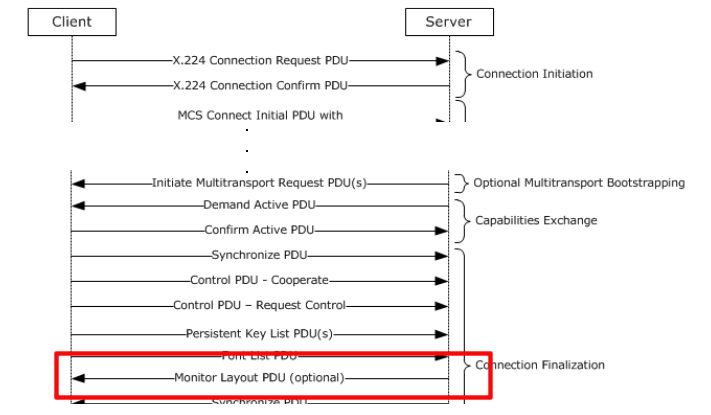 Client
Server
X.224 Connection Request PDU
X.224 Connection Confirm PDU
Connection Initiation
MCS Connect Initial PDU with
Initiate Multitransport Request PDU(s)
Optional Multitransport Bootstrapping
Demand Active PDU
Capabilities Exchange
Confirm Active PDU
Synchronize PDU
Control PDU - Cooperate
Control PDU – Request Control
Persistent Key List PDU(s)
Font List PDU
Connection Finalization
Monitor Layout PDU (optional)
Synchronize PDU